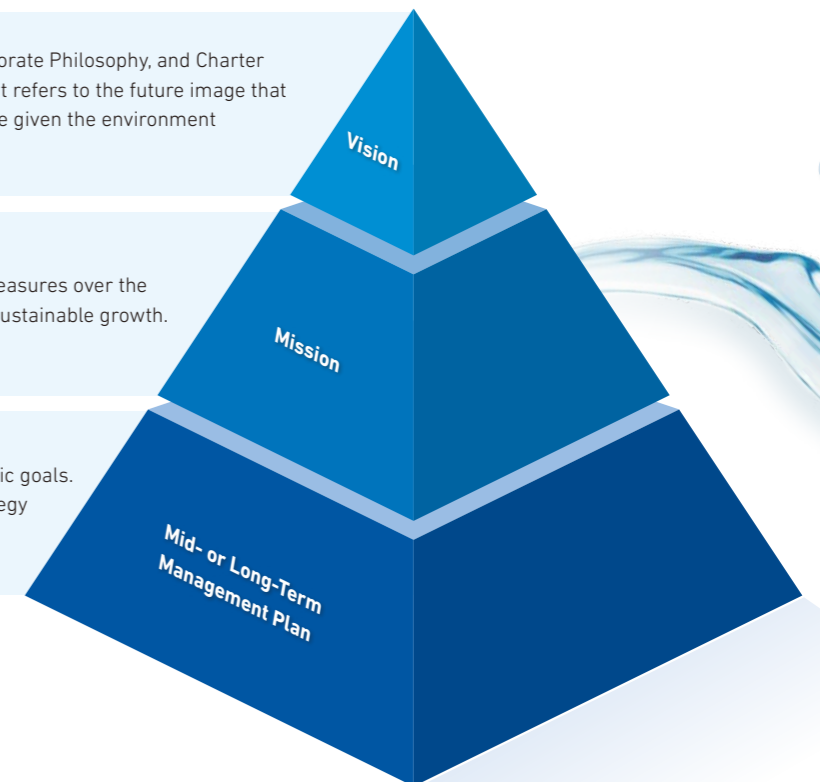 orate Philosophy, and Charter
t refers to the future image that
e given the environment
Vision
easures over the
ustainable growth.
Mission
ic goals.
egy
Mid- or Long-Term
Management Plan